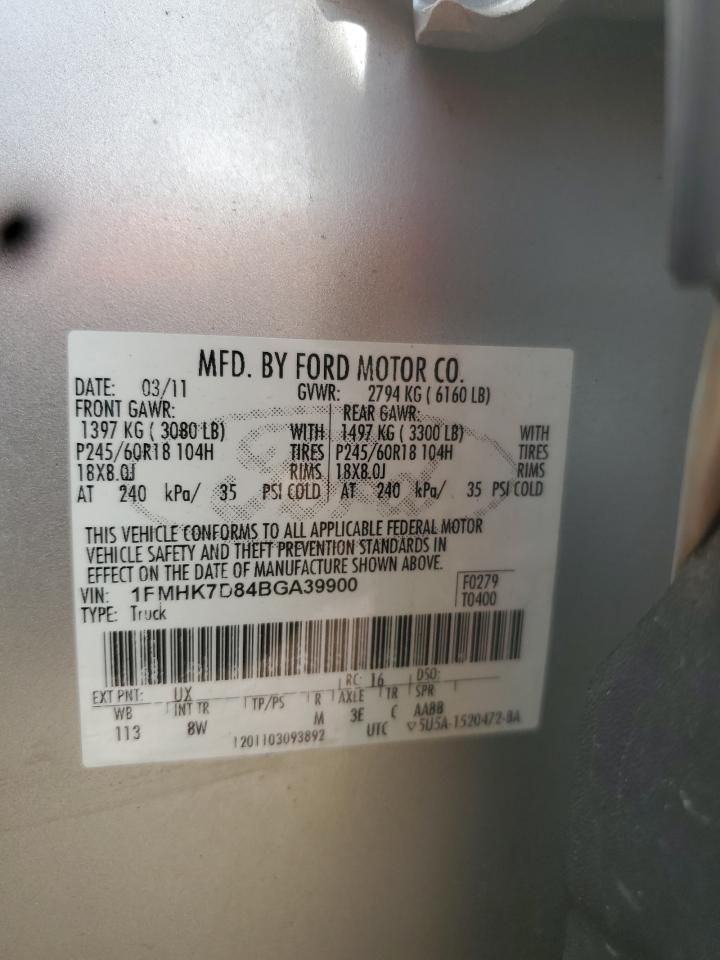 MFD. BY FORD MOTOR CO.
DATE: 03/11 GVWR: 2794 KG ( 6160 LB)
FRONT GAWR: REAR GAWR:
1397 KG ( 3080 LB) WITH 1497 KG ( 3300 LB) WITH
P245/60R18 104H TIRES P245/60R18 104H TIRES
18X8.0J RIMS 18X8.0J RIMS
AT 240 kPa/ 35 PSI COLD AT 240 kPa/ 35 PSI COLD
THIS VEHICLE CONFORMS TO ALL APPLICABLE FEDERAL MOTOR
VEHICLE SAFETY AND THEFT PREVENTION STANDARDS IN
EFFECT ON THE DATE OF MANUFACTURE SHOWN ABOVE.
VIN: 1FMHK7D84BGA39900 F0279
TYPE: Truck T0400
EXT PNT: UX RC: 16 DSO:
WB INT TR TP/PS R AXLE TR SPR
113 8W M 3E C AABB
1201103093892 UTC ▽5U5A-1520472-BA